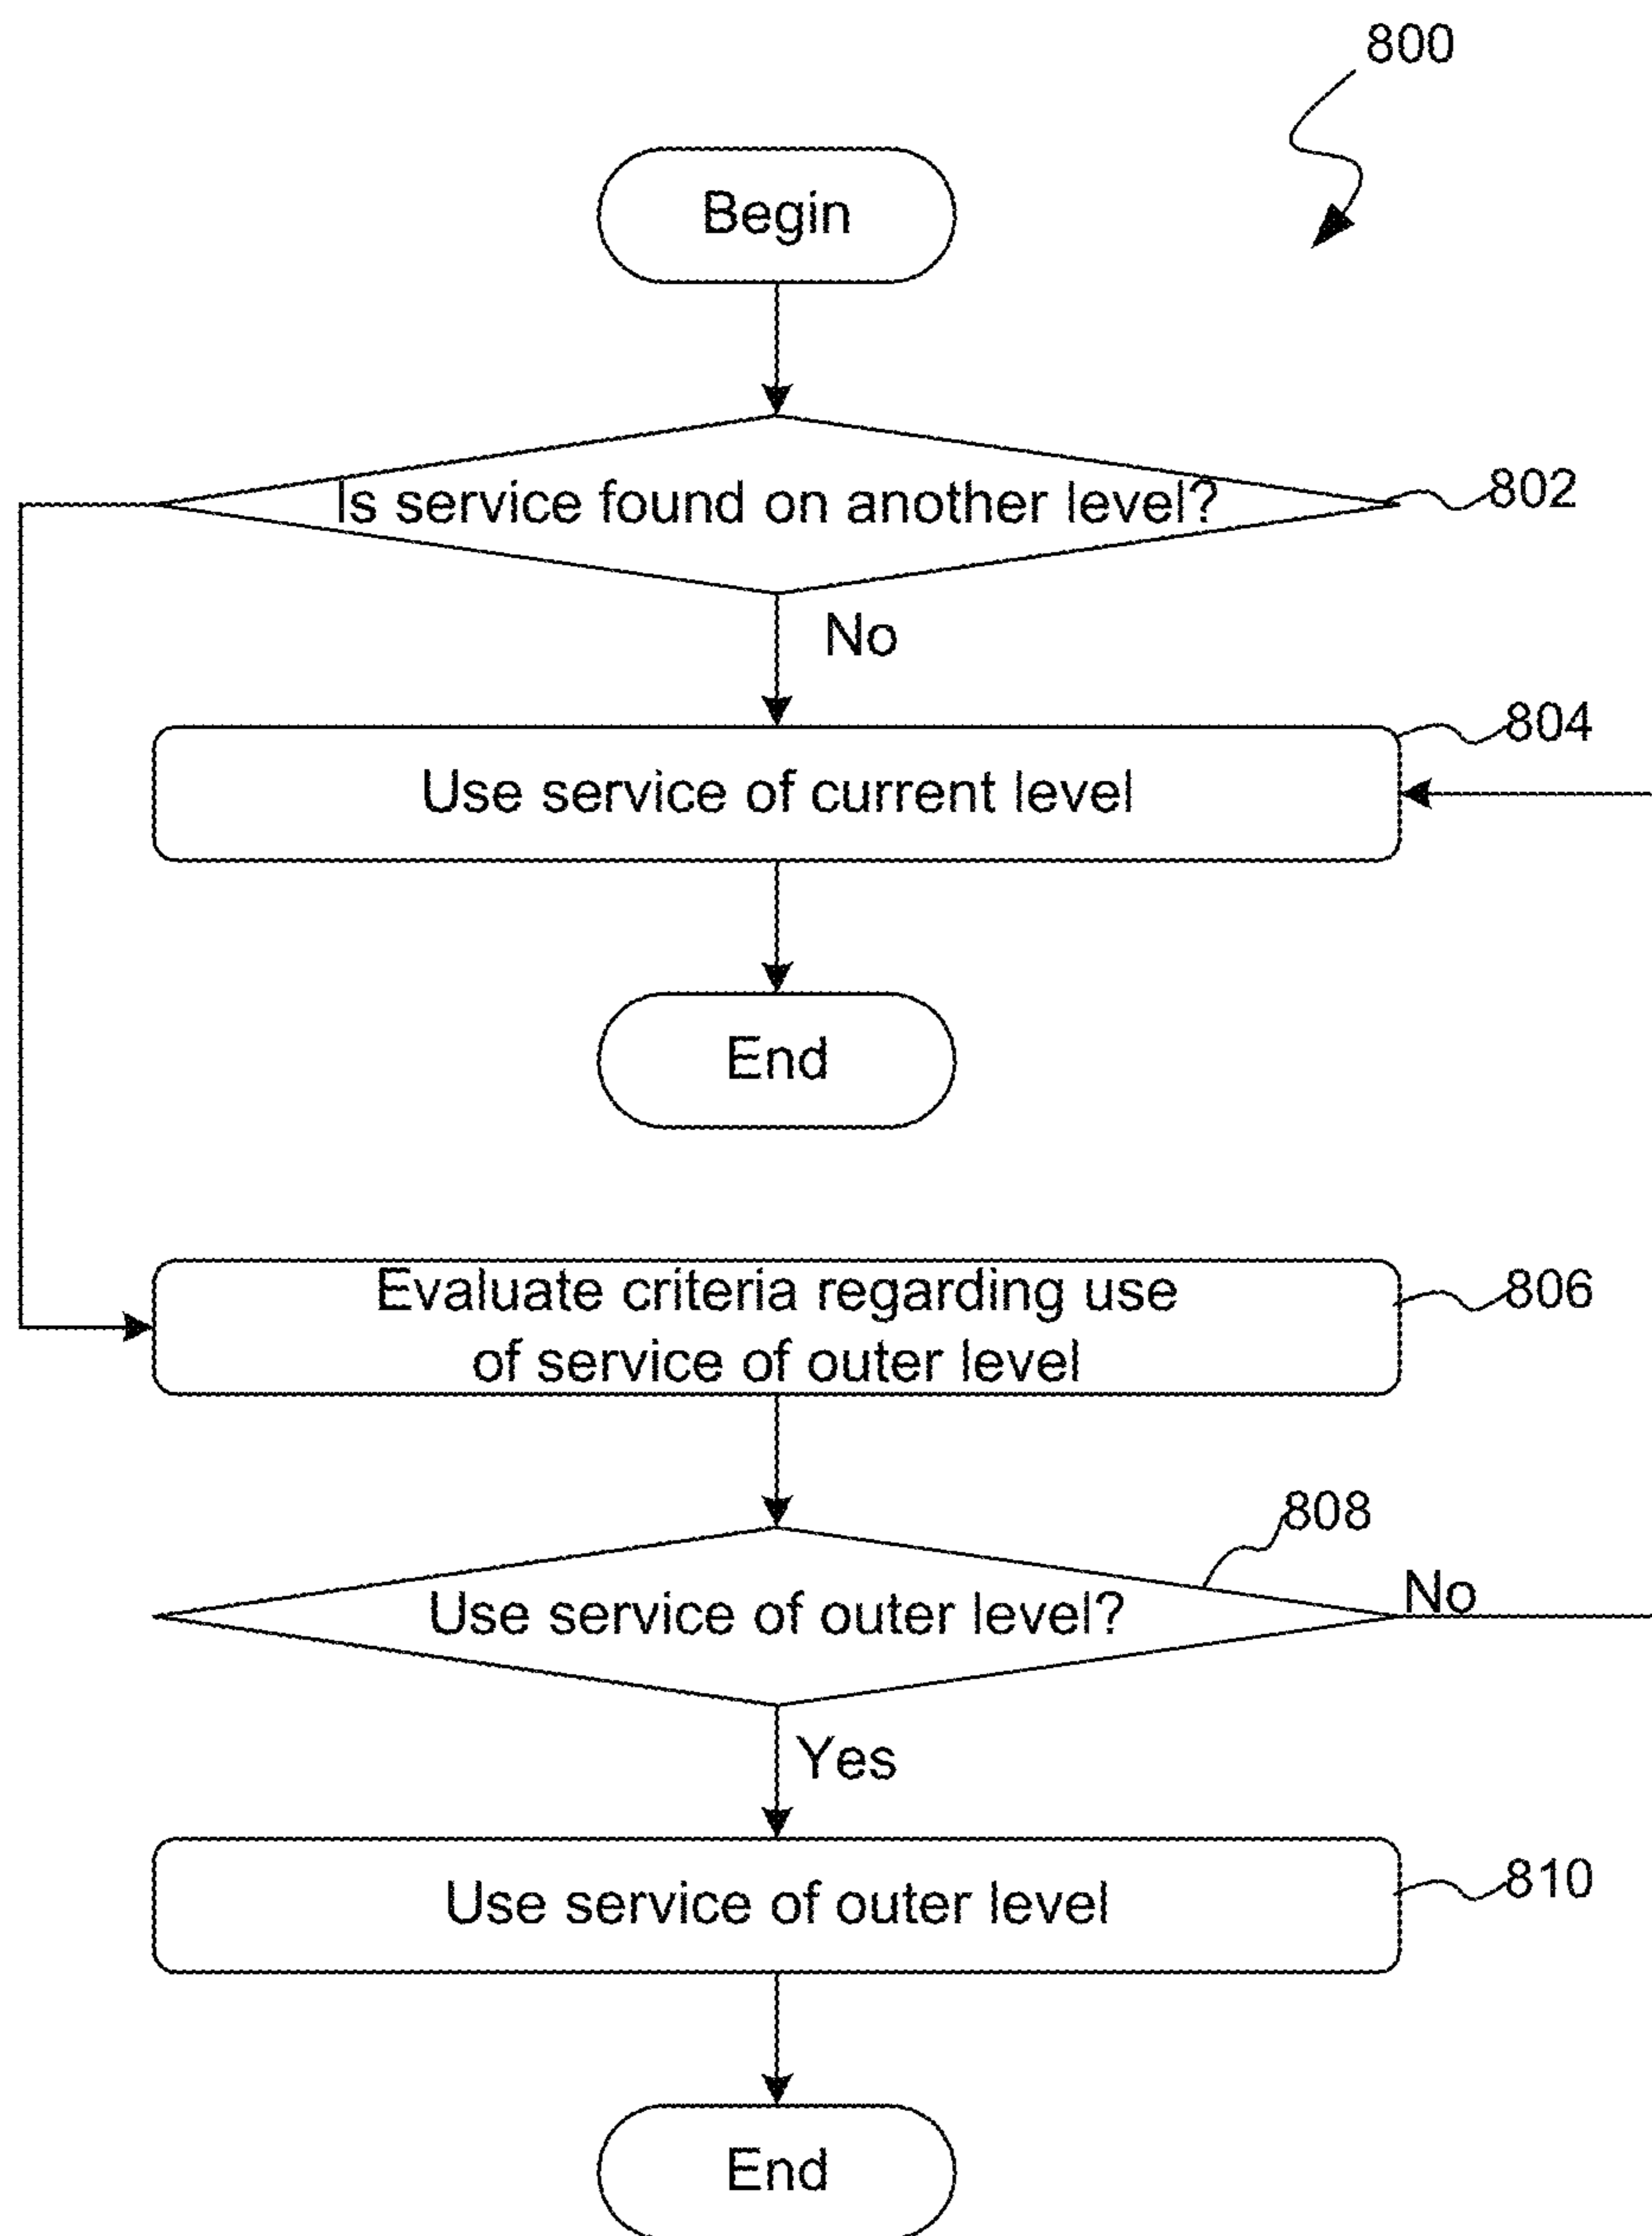 800
Begin
Is service found on another level?
802
No
804
Use service of current level
End
Evaluate criteria regarding use
of service of outer level
806
808
Use service of outer level?
No
Yes
Use service of outer level
810
End